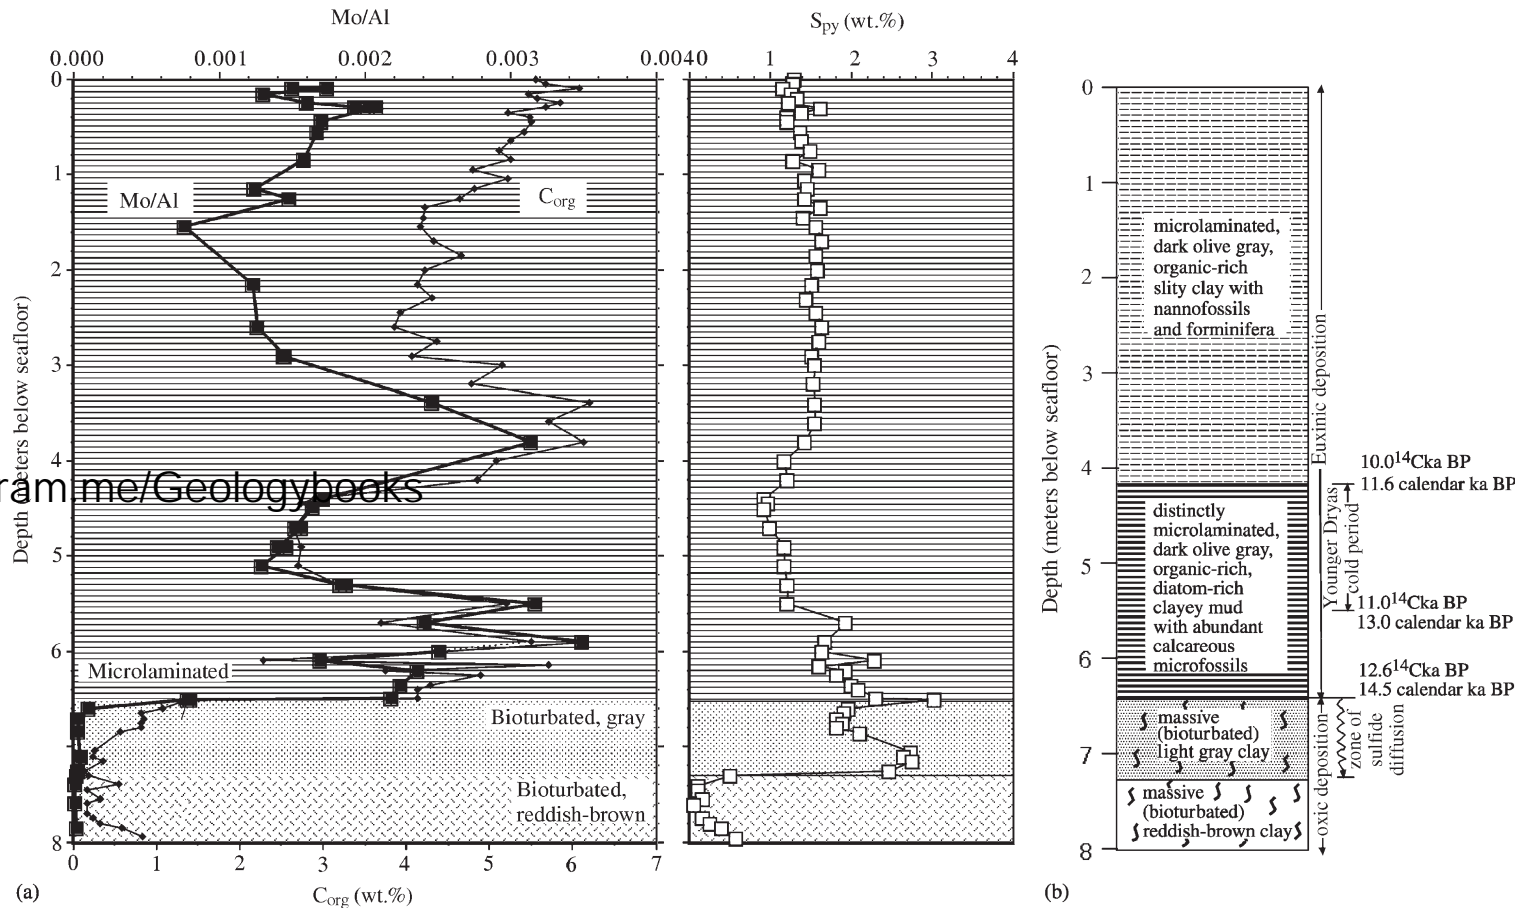 Mo/Al
0.000 0.001 0.002 0.003 0.004
Depth (meters below seafloor)
0
1
2
3
4
5
6
8
Mo/Al
C_org
Microlaminated
Bioturbated, gray
Bioturbated,
reddish-brown
0 1 2 3 4 5 6 7
C_org (wt.%)
(a)
ram.me/Geologybooks
S_py (wt.%)
0 1 2 3 4
Depth (meters below seafloor)
0
1
2
3
4
5
6
7
8
microlaminated,
dark olive gray,
organic-rich
slity clay with
nannofossils
and forminifera
distinctly
microlaminated,
dark olive gray,
organic-rich,
diatom-rich
clayey mud
with abundant
calcareous
microfossils
massive
(bioturbated)
light gray clay
massive
(bioturbated)
reddish-brown clay
Euxinic deposition
oxic deposition
Younger Dryas
cold period
zone of
sulfide
diffusion
10.0¹⁴Cka BP
11.6 calendar ka BP
11.0¹⁴Cka BP
13.0 calendar ka BP
12.6¹⁴Cka BP
14.5 calendar ka BP
(b)